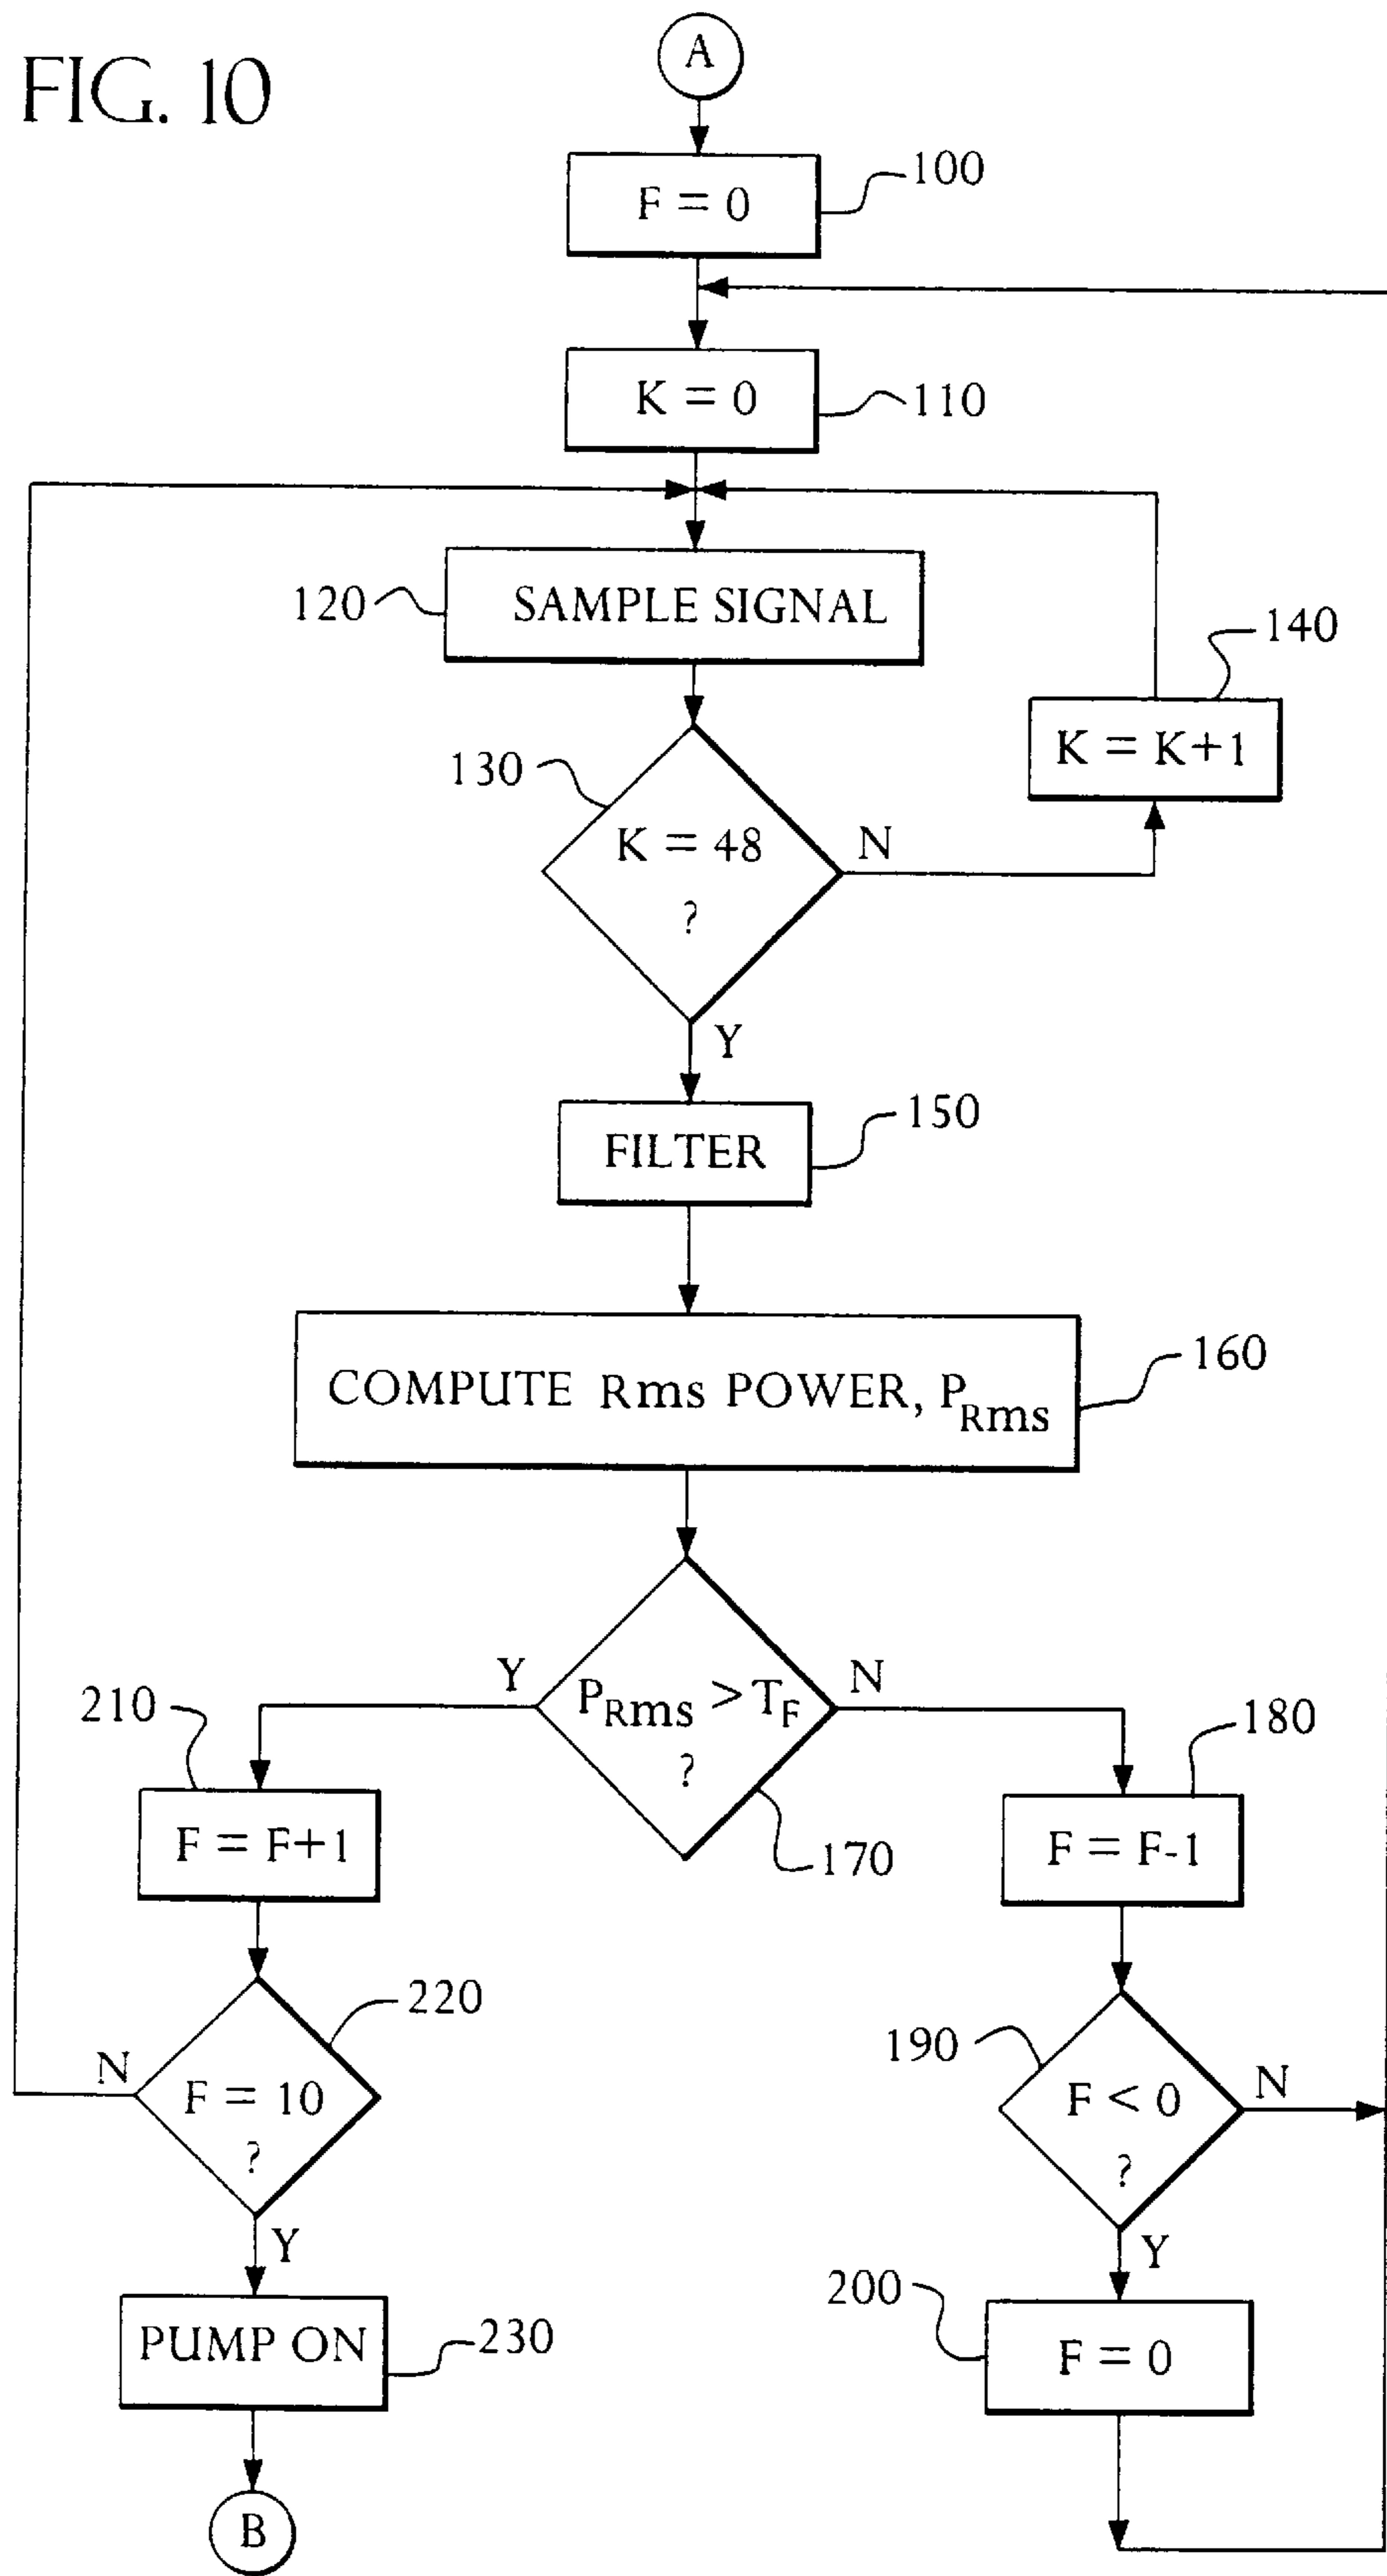 FIG. 10
A
F = 0
100
K = 0
110
SAMPLE SIGNAL
120
140
K = K+1
130
K = 48
?
N
Y
FILTER
150
COMPUTE Rms POWER, PRms
160
Y
PRms > TF
?
N
170
210
F = F+1
180
F = F-1
220
N
F = 10
?
Y
190
F < 0
?
N
Y
PUMP ON
230
200
F = 0
B